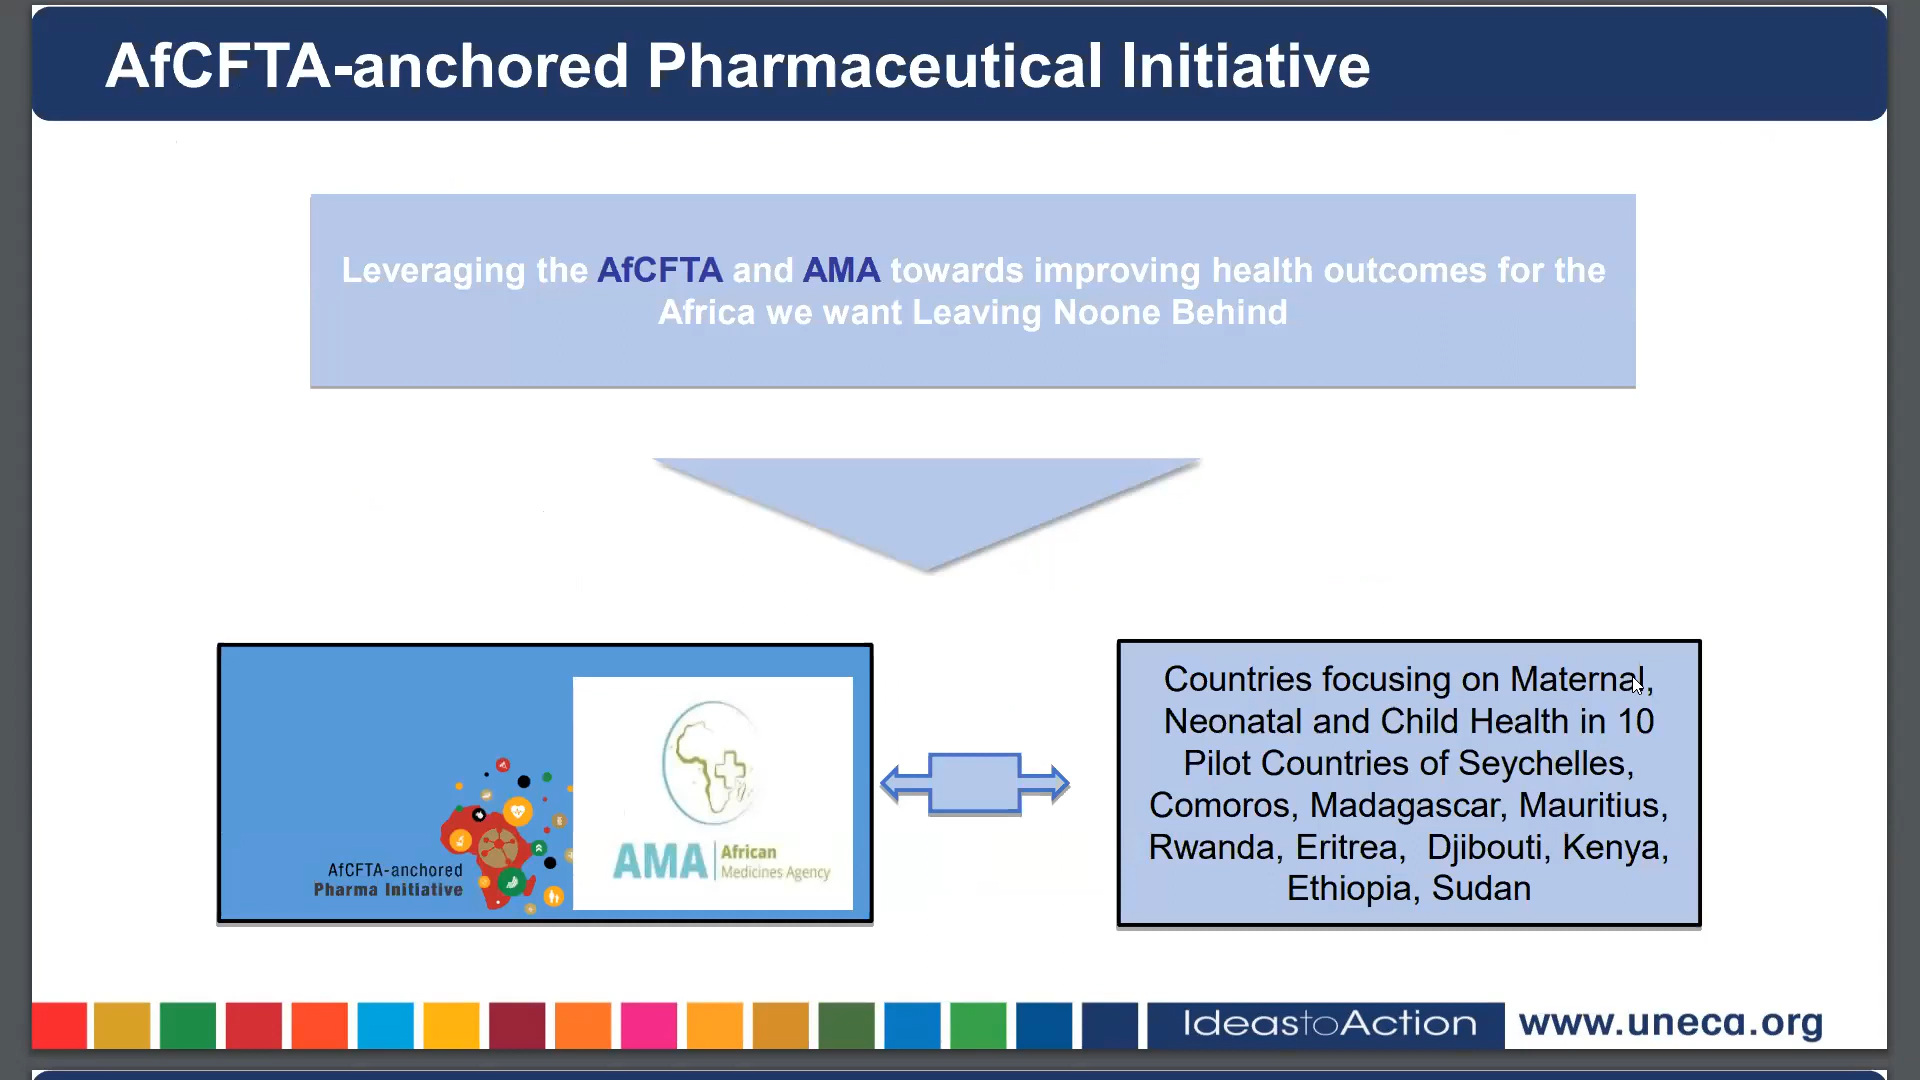 AfCFTA-anchored Pharmaceutical Initiative
Leveraging the AfCFTA and AMA towards improving health outcomes for the
Africa we want Leaving Noone Behind
AfCFTA-anchored
Pharma Initiative
AMA African
Medicines Agency
Countries focusing on Maternal,
Neonatal and Child Health in 10
Pilot Countries of Seychelles,
Comoros, Madagascar, Mauritius,
Rwanda, Eritrea, Djibouti, Kenya,
Ethiopia, Sudan
IdeastoAction
www.uneca.org